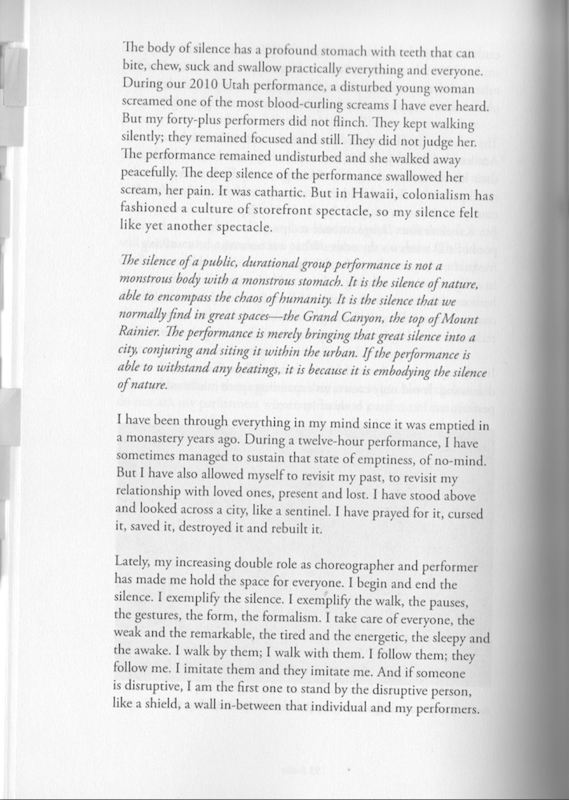 The body of silence has a profound stomach with teeth that can
bite, chew, suck and swallow practically everything and everyone.
During our 2010 Utah performance, a disturbed young woman
screamed one of the most blood-curling screams I have ever heard.
But my forty-plus performers did not flinch. They kept walking
silently; they remained focused and still. They did not judge her.
The performance remained undisturbed and she walked away
peacefully. The deep silence of the performance swallowed her
scream, her pain. It was cathartic. But in Hawaii, colonialism has
fashioned a culture of storefront spectacle, so my silence felt
like yet another spectacle.
The silence of a public, durational group performance is not a
monstrous body with a monstrous stomach. It is the silence of nature,
able to encompass the chaos of humanity. It is the silence that we
normally find in great spaces—the Grand Canyon, the top of Mount
Rainier. The performance is merely bringing that great silence into a
city, conjuring and siting it within the urban. If the performance is
able to withstand any beatings, it is because it is embodying the silence
of nature.
I have been through everything in my mind since it was emptied in
a monastery years ago. During a twelve-hour performance, I have
sometimes managed to sustain that state of emptiness, of no-mind.
But I have also allowed myself to revisit my past, to revisit my
relationship with loved ones, present and lost. I have stood above
and looked across a city, like a sentinel. I have prayed for it, cursed
it, saved it, destroyed it and rebuilt it.
Lately, my increasing double role as choreographer and performer
has made me hold the space for everyone. I begin and end the
silence. I exemplify the silence. I exemplify the walk, the pauses,
the gestures, the form, the formalism. I take care of everyone, the
weak and the remarkable, the tired and the energetic, the sleepy and
the awake. I walk by them; I walk with them. I follow them; they
follow me. I imitate them and they imitate me. And if someone
is disruptive, I am the first one to stand by the disruptive person,
like a shield, a wall in-between that individual and my performers.